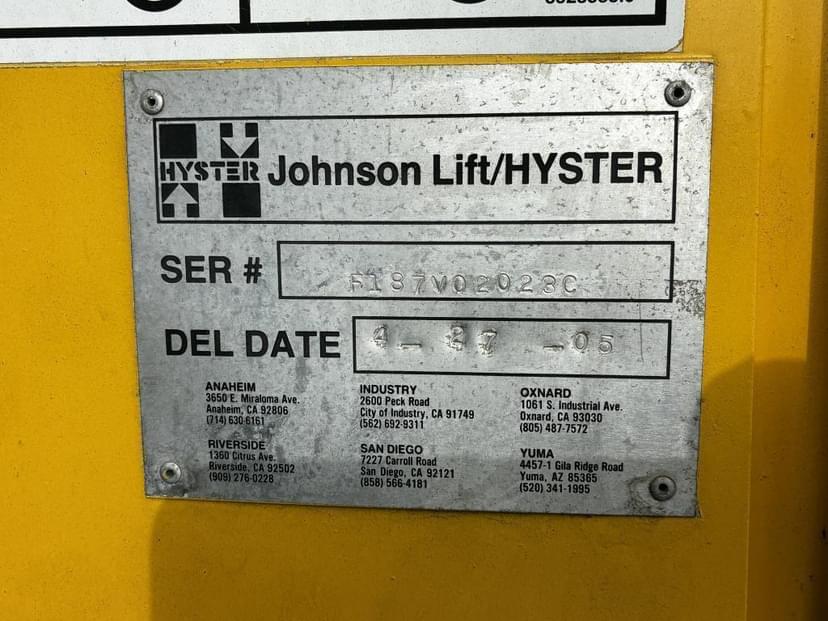 HYSTER Johnson Lift/HYSTER
SER # F187V02028C
DEL DATE 4-27-05
ANAHEIM
3650 E. Miraloma Ave.
Anaheim, CA 92806
(714) 630-6161
INDUSTRY
2600 Peck Road
City of Industry, CA 91749
(562) 692-9311
OXNARD
1061 S. Industrial Ave.
Oxnard, CA 93030
(805) 487-7572
RIVERSIDE
1360 Citrus Ave.
Riverside, CA 92502
(909) 276-0228
SAN DIEGO
7227 Carroll Road
San Diego, CA 92121
(858) 566-4181
YUMA
4457-1 Gila Ridge Road
Yuma, AZ 85365
(520) 341-1995